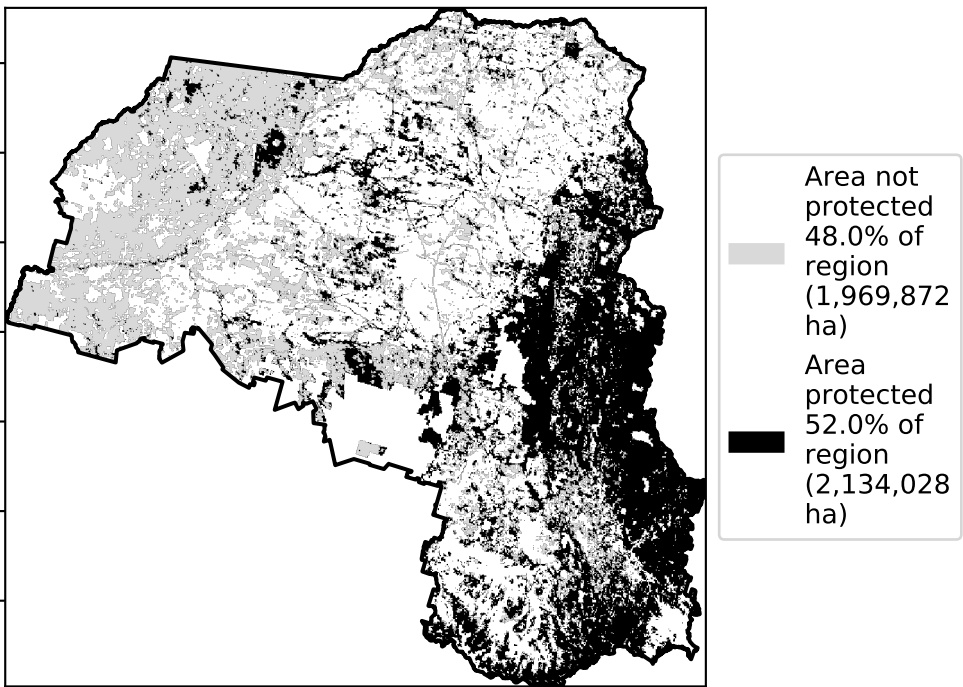 Area not
protected
48.0% of
region
(1,969,872
ha)
Area
protected
52.0% of
region
(2,134,028
ha)